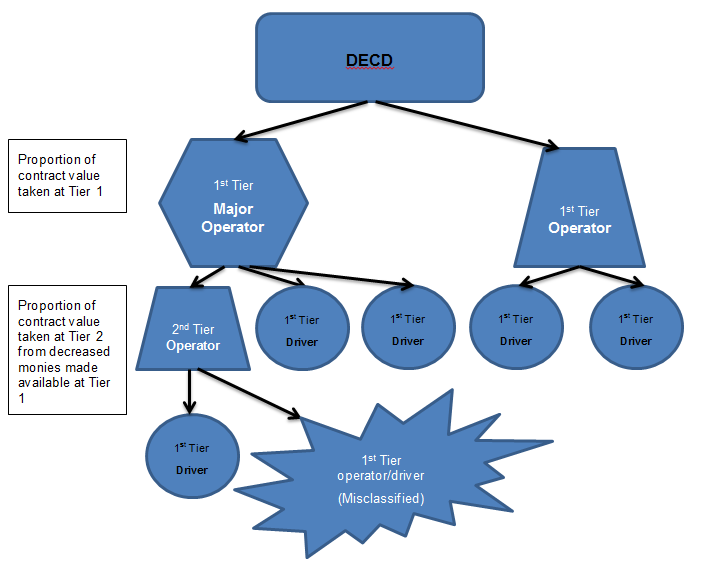 DECD
Proportion of
contract value
taken at Tier 1
1st Tier
Major
Operator
1st Tier
Operator
Proportion of
contract value
taken at Tier 2
from decreased
monies made
available at Tier
1
2nd Tier
Operator
1st Tier
Driver
1st Tier
Driver
1st Tier
Driver
1st Tier
Driver
1st Tier
Driver
1st Tier
operator/driver
(Misclassified)